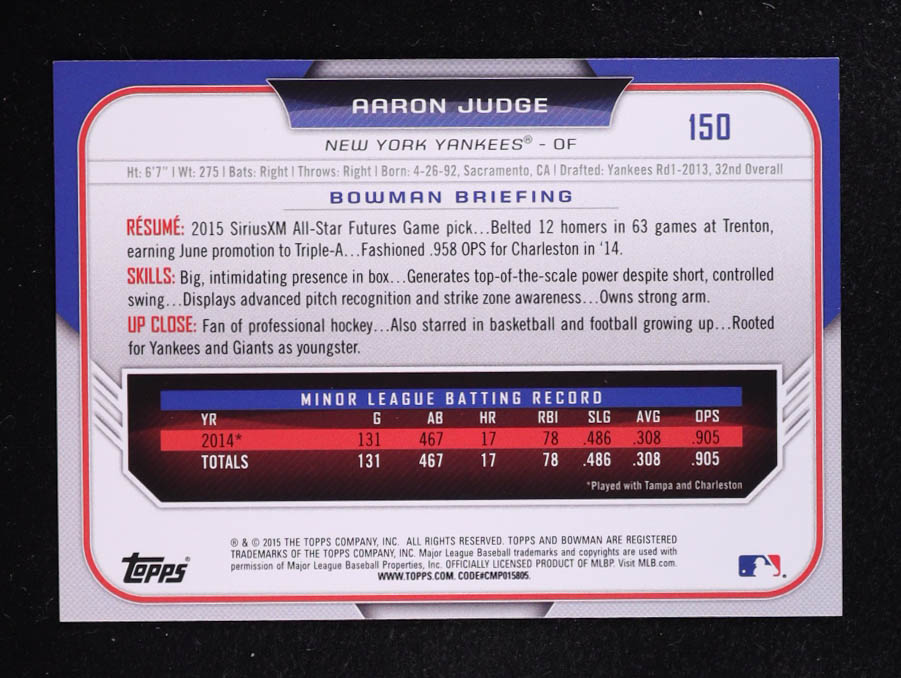 AARON JUDGE
150
NEW YORK YANKEES® - OF
Ht: 6'7" | Wt: 275 | Bats: Right | Throws: Right | Born: 4-26-92, Sacramento, CA | Drafted: Yankees Rd1-2013, 32nd Overall
BOWMAN BRIEFING
RÉSUMÉ: 2015 SiriusXM All-Star Futures Game pick...Belted 12 homers in 63 games at Trenton,
earning June promotion to Triple-A...Fashioned .958 OPS for Charleston in '14.
SKILLS: Big, intimidating presence in box...Generates top-of-the-scale power despite short, controlled
swing...Displays advanced pitch recognition and strike zone awareness...Owns strong arm.
UP CLOSE: Fan of professional hockey...Also starred in basketball and football growing up...Rooted
for Yankees and Giants as youngster.
MINOR LEAGUE BATTING RECORD
YR G AB HR RBI SLG AVG OPS
2014* 131 467 17 78 .486 .308 .905
TOTALS 131 467 17 78 .486 .308 .905
*Played with Tampa and Charleston
® & © 2015 THE TOPPS COMPANY, INC. ALL RIGHTS RESERVED. TOPPS AND BOWMAN ARE REGISTERED
TRADEMARKS OF THE TOPPS COMPANY, INC. Major League Baseball trademarks and copyrights are used with
permission of Major League Baseball Properties, Inc. OFFICIALLY LICENSED PRODUCT OF MLBP. Visit MLB.com.
WWW.TOPPS.COM. CODE#CMP015805.
Topps®